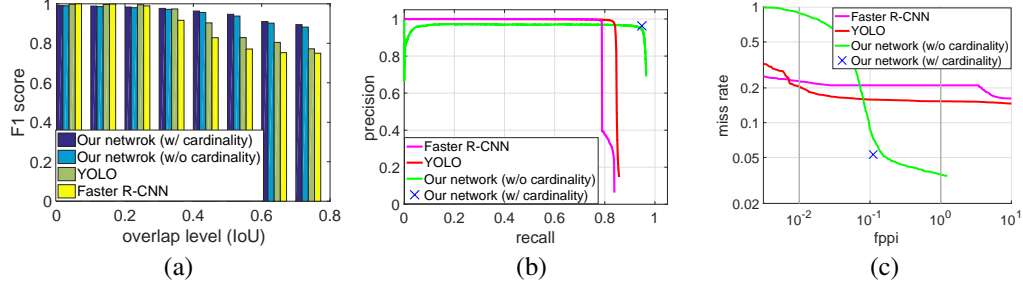 1
0.8
0.6
0.4
0.2
0
F1 score
Our netwrok (w/ cardinality)
Our netwrok (w/o cardinality)
YOLO
Faster R-CNN
0 0.2 0.4 0.6 0.8
overlap level (IoU)
(a)
1
0.8
0.6
0.4
0.2
0
precision
Faster R-CNN
YOLO
Our network (w/o cardinality)
Our network (w/ cardinality)
0 0.2 0.4 0.6 0.8 1
recall
(b)
1.00
0.5
0.2
0.1
0.05
0.02
miss rate
Faster R-CNN
YOLO
Our network (w/o cardinality)
Our network (w/ cardinality)
10-2 10-1 100 101
fppi
(c)